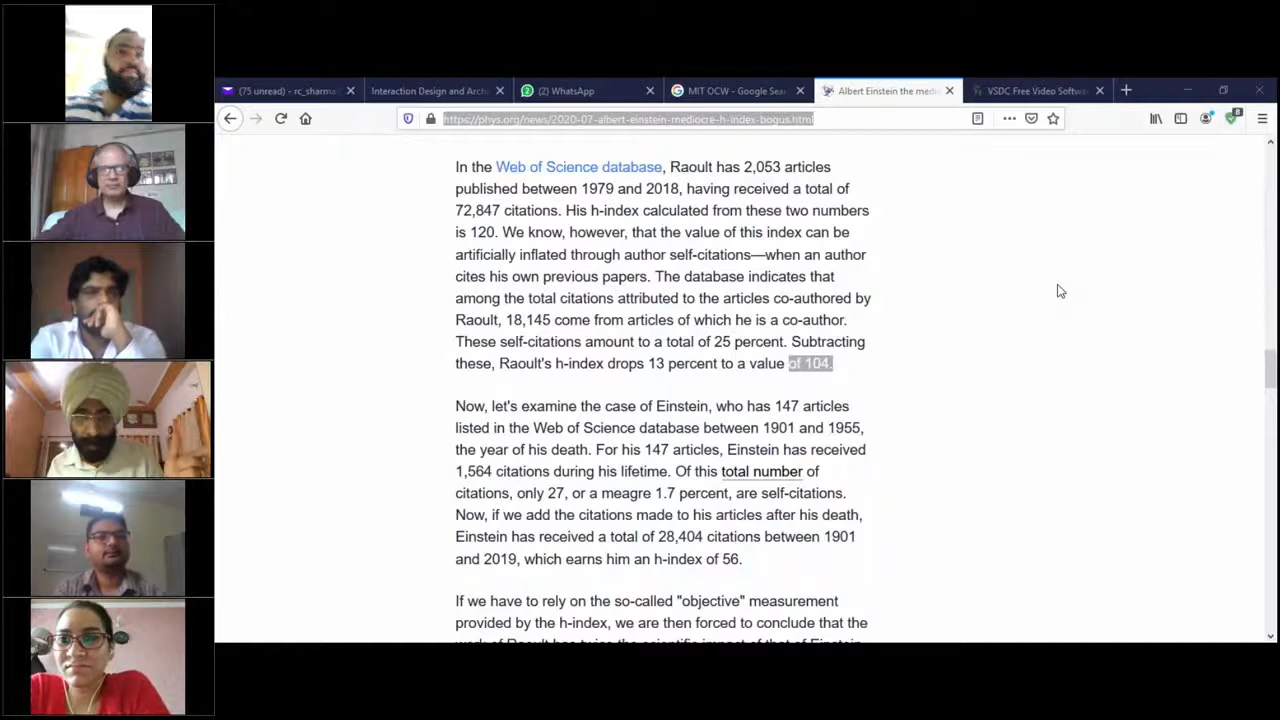 (75 unread) - rc_sharma
Interaction Design and Arch
(2) WhatsApp
MIT OCW - Google Sea
Albert Einstein the medi
VSDC Free Video Softwa
https://phys.org/news/2020-07-albert-einstein-mediocre-h-index-bogus.html
In the Web of Science database, Raoult has 2,053 articles
published between 1979 and 2018, having received a total of
72,847 citations. His h-index calculated from these two numbers
is 120. We know, however, that the value of this index can be
artificially inflated through author self-citations—when an author
cites his own previous papers. The database indicates that
among the total citations attributed to the articles co-authored by
Raoult, 18,145 come from articles of which he is a co-author.
These self-citations amount to a total of 25 percent. Subtracting
these, Raoult's h-index drops 13 percent to a value of 104.
Now, let's examine the case of Einstein, who has 147 articles
listed in the Web of Science database between 1901 and 1955,
the year of his death. For his 147 articles, Einstein has received
1,564 citations during his lifetime. Of this total number of
citations, only 27, or a meagre 1.7 percent, are self-citations.
Now, if we add the citations made to his articles after his death,
Einstein has received a total of 28,404 citations between 1901
and 2019, which earns him an h-index of 56.
If we have to rely on the so-called "objective" measurement
provided by the h-index, we are then forced to conclude that the
work of Raoult has twice the scientific impact of that of Einstein